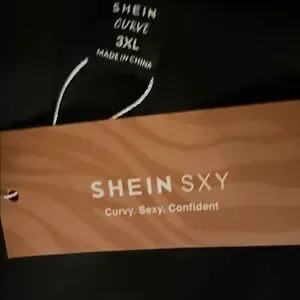 SHEIN
CURVE
3XL
MADE IN CHINA
SHEIN SXY
Curvy. Sexy. Confident